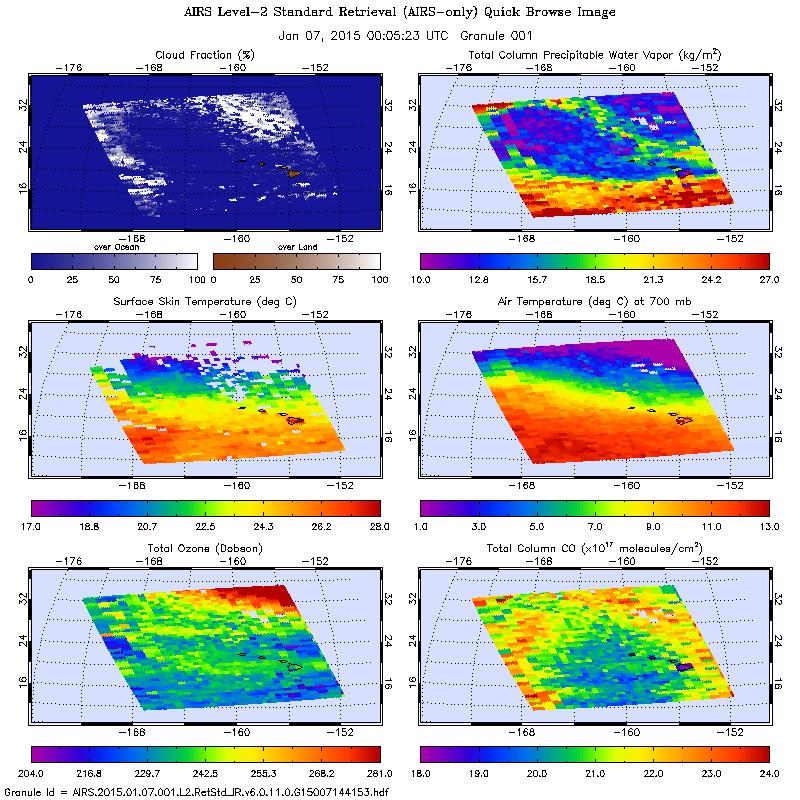 AIRS Level-2 Standard Retrieval (AIRS-only) Quick Browse Image
Jan 07, 2015 00:05:23 UTC Granule 001
Cloud Fraction (%)
-176 -160 -152
32
24
16
-168 -160 -152
over Ocean over Land
0 25 50 75 100 0 25 50 75 100
Total Column Precipitable Water Vapor (kg/m²)
-176 -160 -152
32
24
16
-168 -160 -152
10.0 12.8 15.7 18.5 21.3 24.2 27.0
Surface Skin Temperature (deg C)
-176 -168 -160 -152
32
24
16
-168 -160 -152
17.0 18.8 20.7 22.5 24.3 26.2 28.0
Air Temperature (deg C) at 700 mb
-176 -168 -160 -152
32
24
16
-168 -160 -152
1.0 3.0 5.0 7.0 9.0 11.0 13.0
Total Ozone (Dobson)
-176 -168 -160 -152
32
24
16
-168 -160 -152
204.0 216.8 229.7 242.5 255.3 268.2 281.0
Total Column CO (×10¹⁷ molecules/cm²)
-176 -168 -160 -152
32
24
16
-168 -160 -152
18.0 19.0 20.0 21.0 22.0 23.0 24.0
Granule Id = AIRS.2015.01.07.001.L2.RetStd_IR.v6.0.11.0.G15007144153.hdf